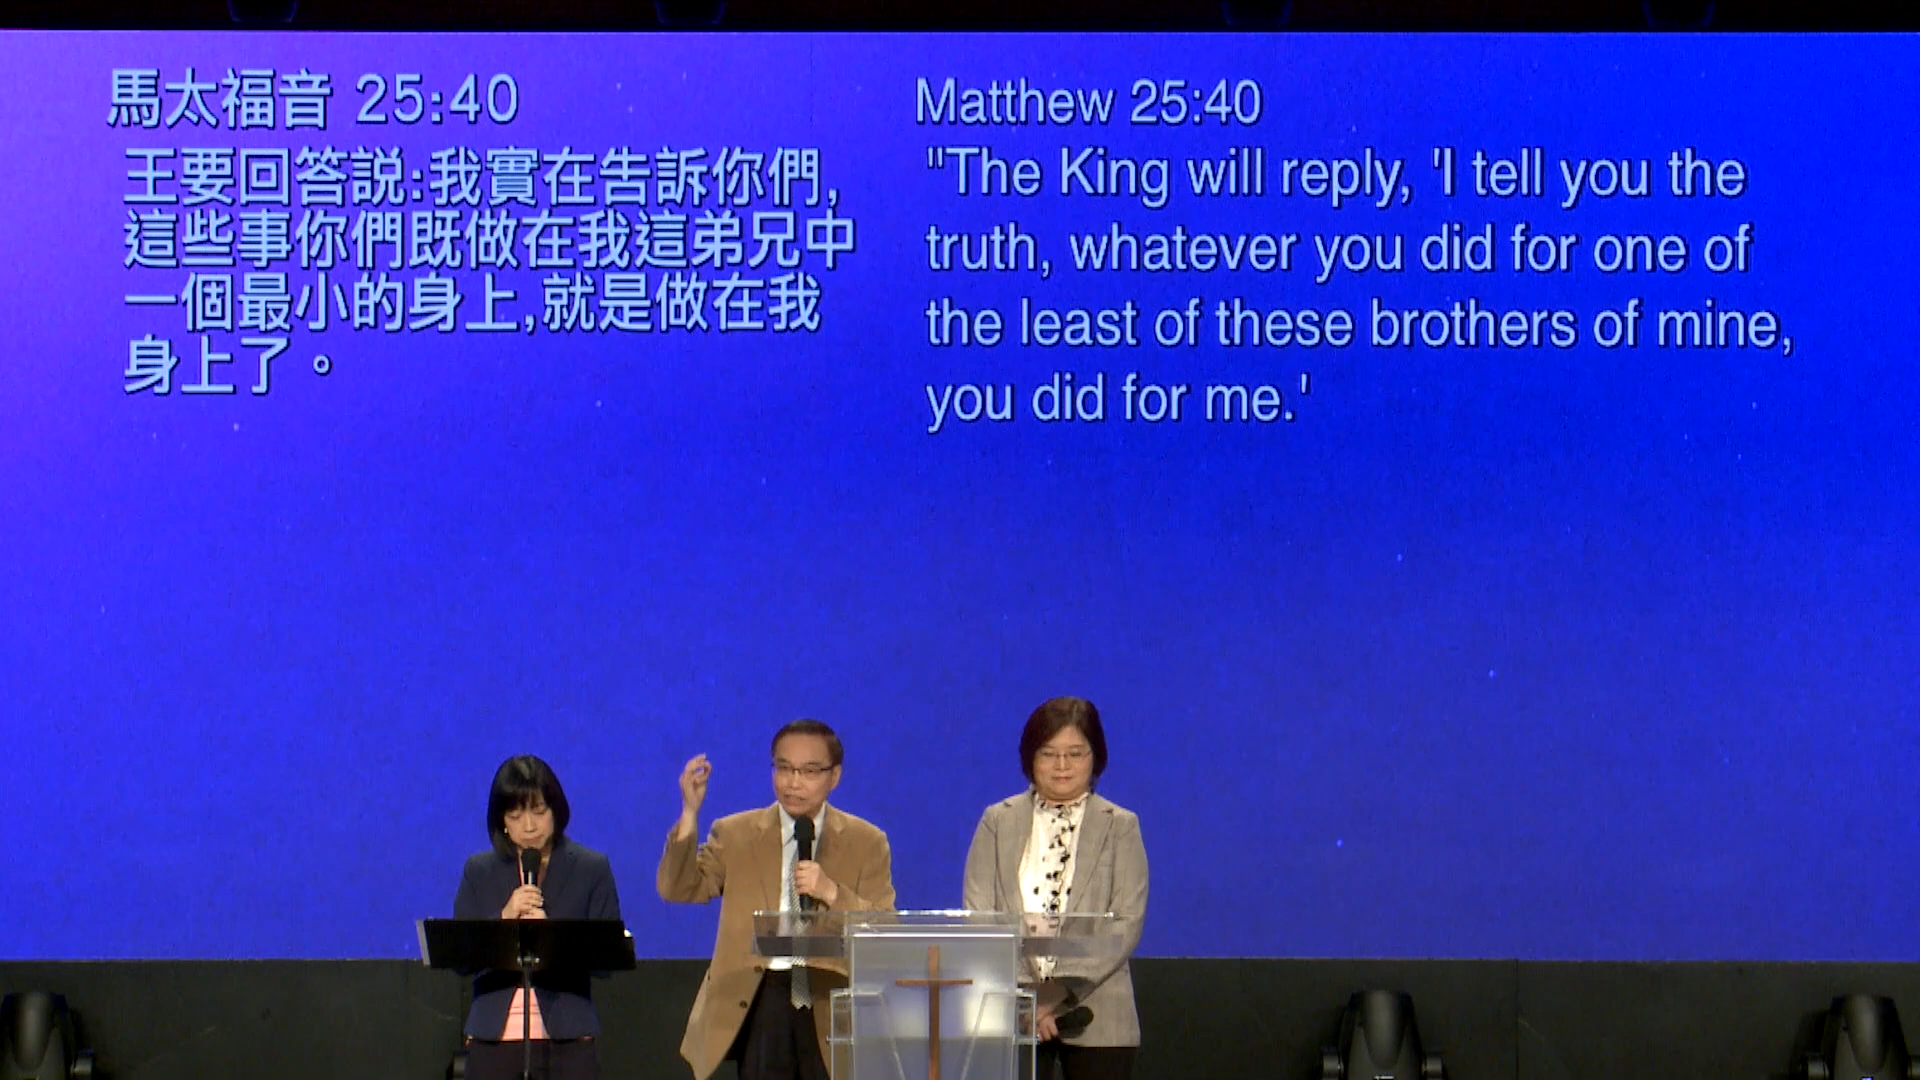 馬太福音 25:40
王要回答説:我實在告訴你們,
這些事你們既做在我這弟兄中
一個最小的身上,就是做在我
身上了。
Matthew 25:40
"The King will reply, 'I tell you the
truth, whatever you did for one of
the least of these brothers of mine,
you did for me.'